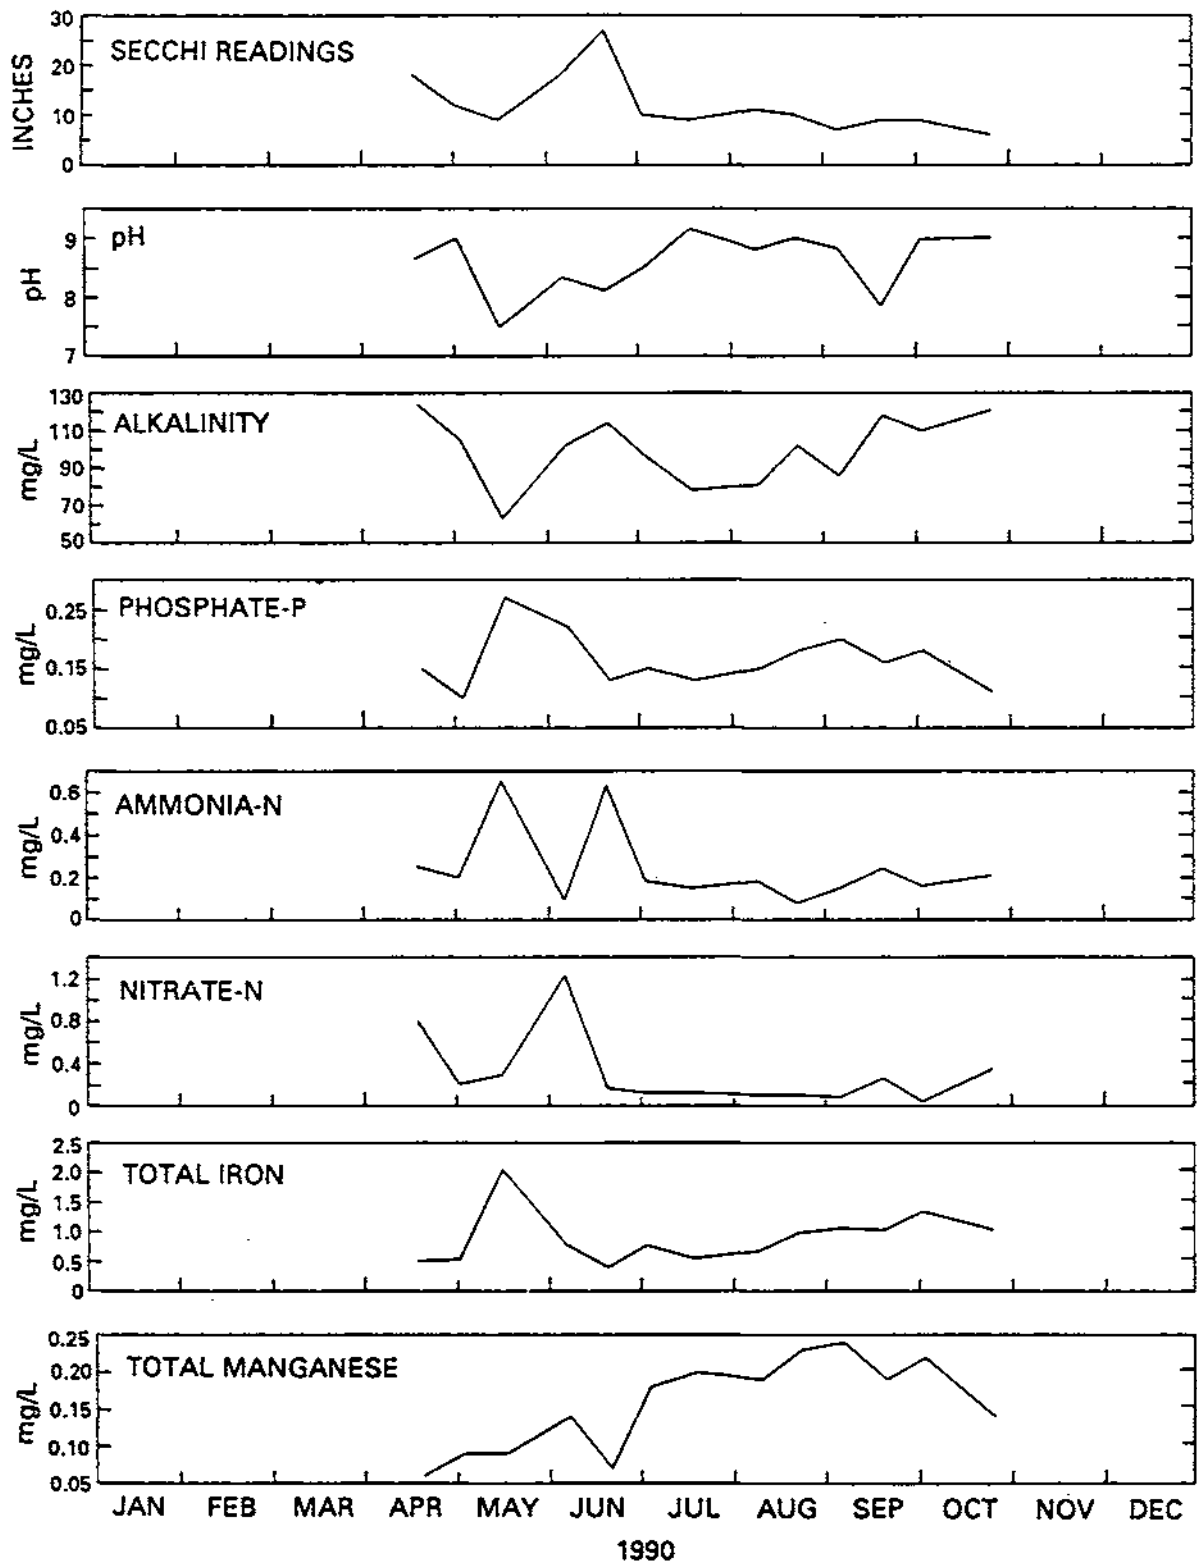 SECCHI READINGS
INCHES
30
20
10
0
pH
pH
9
8
7
ALKALINITY
mg/L
130
110
90
70
50
PHOSPHATE-P
mg/L
0.25
0.15
0.05
AMMONIA-N
mg/L
0.6
0.4
0.2
0
NITRATE-N
mg/L
1.2
0.8
0.4
0
TOTAL IRON
mg/L
2.5
2.0
1.5
1.0
0.5
0
TOTAL MANGANESE
mg/L
0.25
0.20
0.15
0.10
0.05
JAN FEB MAR APR MAY JUN JUL AUG SEP OCT NOV DEC
1990